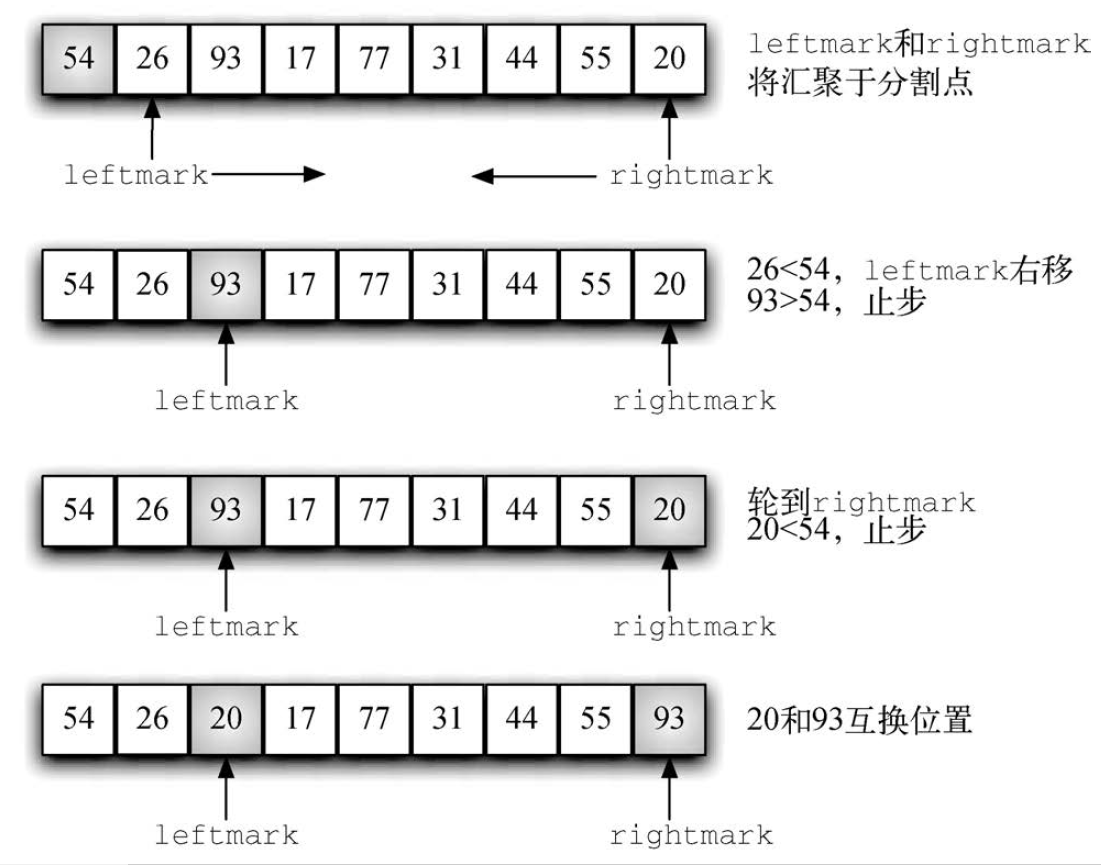 54 26 93 17 77 31 44 55 20
leftmark和rightmark
将汇聚于分割点
leftmark rightmark
54 26 93 17 77 31 44 55 20
26<54，leftmark右移
93>54，止步
leftmark rightmark
54 26 93 17 77 31 44 55 20
轮到rightmark
20<54，止步
leftmark rightmark
54 26 20 17 77 31 44 55 93
20和93互换位置
leftmark rightmark